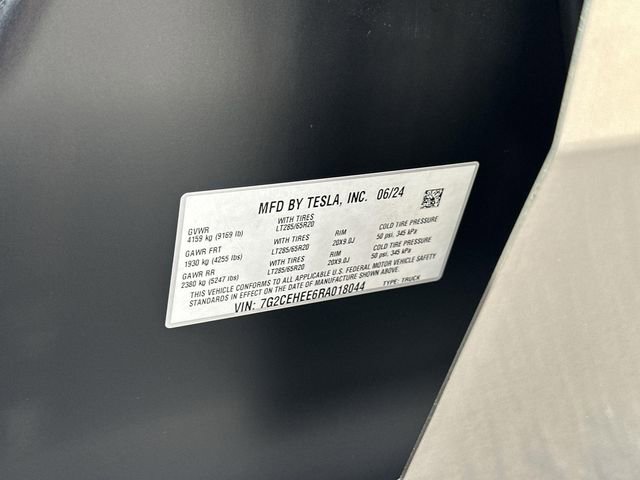 MFD BY TESLA, INC. 06/24
GVWR
4159 kg (9169 lb)
WITH TIRES
LT285/65R20
GAWR FRT
1930 kg (4255 lbs)
WITH TIRES
LT285/65R20
RIM
20X9.0J
COLD TIRE PRESSURE
50 psi, 345 kPa
GAWR RR
2380 kg (5247 lbs)
WITH TIRES
LT285/65R20
RIM
20X9.0J
COLD TIRE PRESSURE
50 psi, 345 kPa
THIS VEHICLE CONFORMS TO ALL APPLICABLE U.S. FEDERAL MOTOR VEHICLE SAFETY
STANDARDS IN EFFECT ON THE DATE OF MANUFACTURE SHOWN ABOVE.
VIN: 7G2CEHEE6RA018044
TYPE: TRUCK